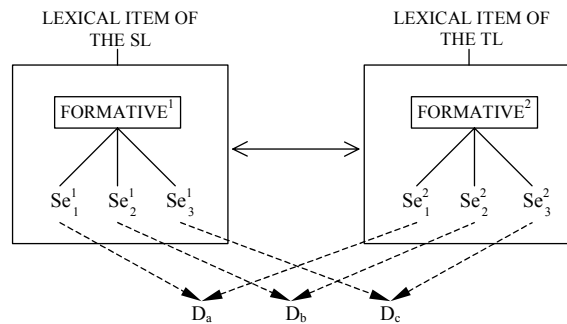 LEXICAL ITEM OF
THE SL
LEXICAL ITEM OF
THE TL
FORMATIVE¹
FORMATIVE²
Se¹₁ Se¹₂ Se¹₃
Se²₁ Se²₂ Se²₃
Dₐ D_b D_c